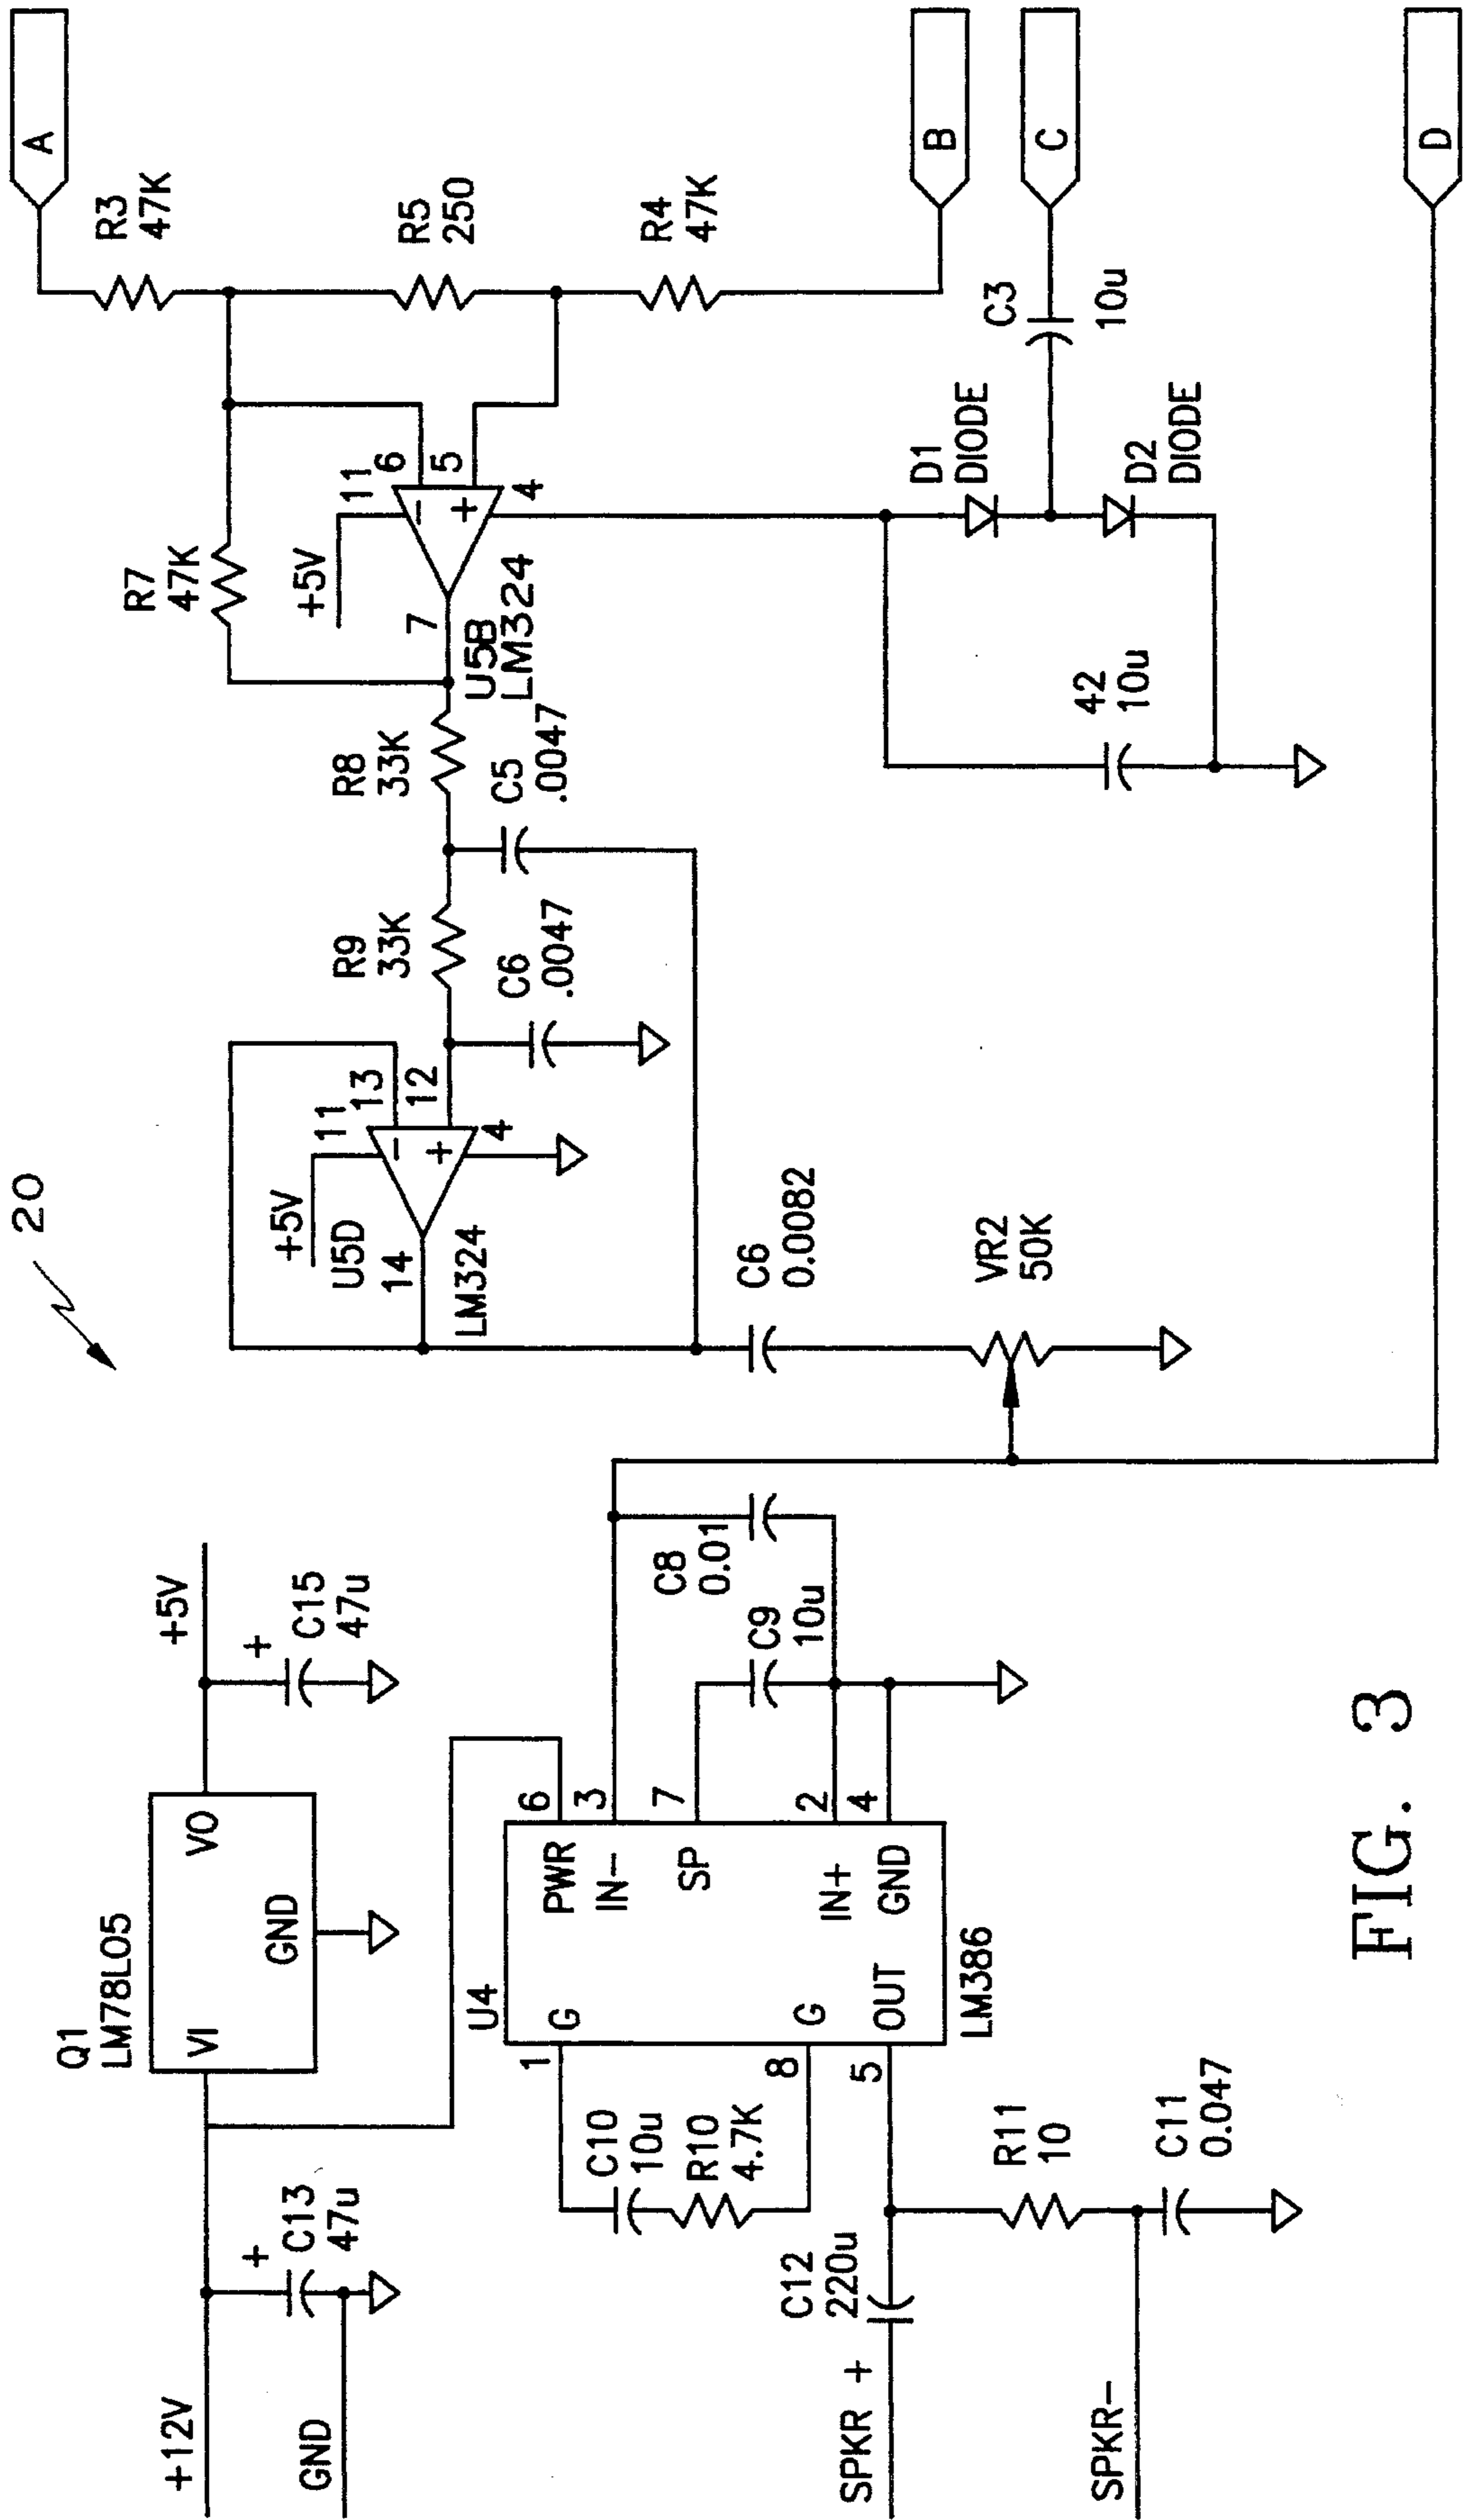 20
+12V
GND
+
C13
47u
Q1
LM78L05
VI
VO
GND
+5V
+
C15
47u
U4
LM386
G
G
OUT
PWR
IN-
SP
IN+
GND
1
8
5
6
3
7
2
4
C10
10u
R10
4.7K
C12
220u
SPKR +
SPKR-
R11
10
C11
0.047
C8
0.01
C9
10u
+5V
U5D
11
13
12
14
4
-
+
LM324
C6
0.0082
VR2
50K
R9
33K
C6
.0047
R8
33K
C5
.0047
R7
47K
+5V
11
6
5
7
4
-
+
U5B
LM324
42
10u
D1
DIODE
D2
DIODE
C3
10u
R3
47K
R5
250
R4
47K
A
B
C
D
FIG. 3